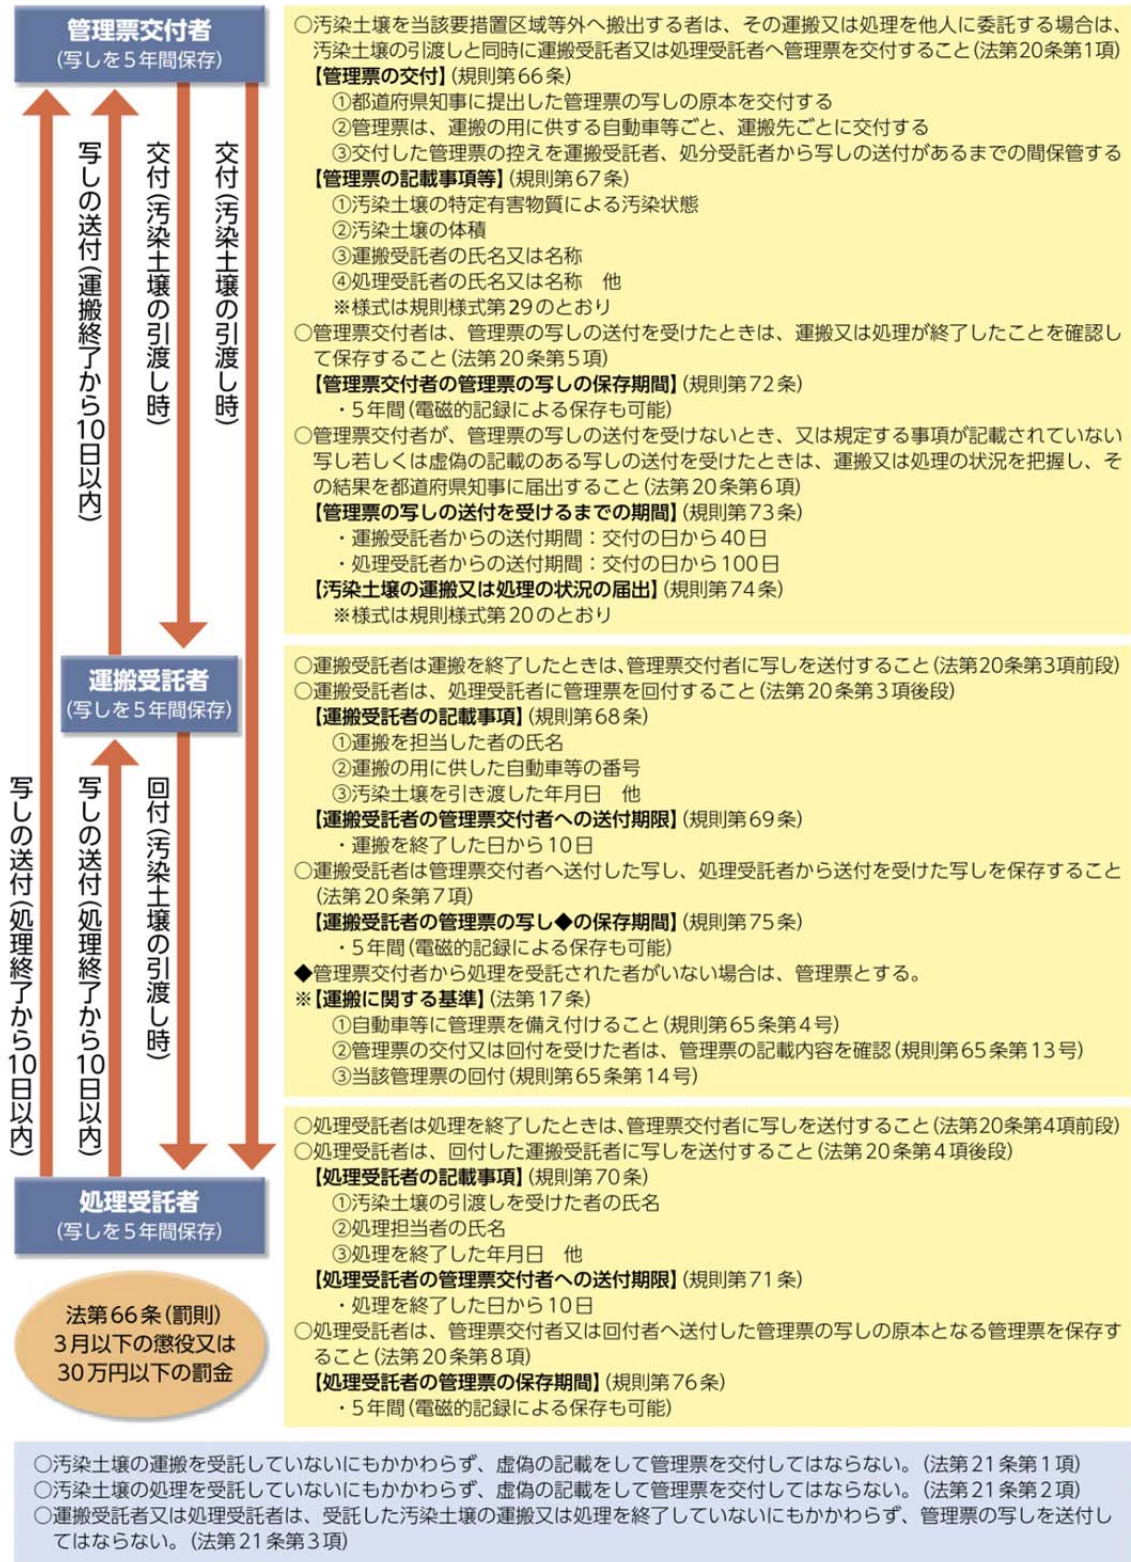 管理票交付者
(写しを5年間保存)
写しの送付(運搬終了から10日以内)
交付(汚染土壌の引渡し時)
交付(汚染土壌の引渡し時)
○汚染土壌を当該要措置区域等外へ搬出する者は、その運搬又は処理を他人に委託する場合は、
汚染土壌の引渡しと同時に運搬受託者又は処理受託者へ管理票を交付すること(法第20条第1項)
【管理票の交付】(規則第66条)
①都道府県知事に提出した管理票の写しの原本を交付する
②管理票は、運搬の用に供する自動車等ごと、運搬先ごとに交付する
③交付した管理票の控えを運搬受託者、処分受託者から写しの送付があるまでの間保管する
【管理票の記載事項等】(規則第67条)
①汚染土壌の特定有害物質による汚染状態
②汚染土壌の体積
③運搬受託者の氏名又は名称
④処理受託者の氏名又は名称　他
※様式は規則様式第29のとおり
○管理票交付者は、管理票の写しの送付を受けたときは、運搬又は処理が終了したことを確認し
て保存すること(法第20条第5項)
【管理票交付者の管理票の写しの保存期間】(規則第72条)
・5年間(電磁的記録による保存も可能)
○管理票交付者が、管理票の写しの送付を受けないとき、又は規定する事項が記載されていない
写し若しくは虚偽の記載のある写しの送付を受けたときは、運搬又は処理の状況を把握し、そ
の結果を都道府県知事に届出すること(法第20条第6項)
【管理票の写しの送付を受けるまでの期間】(規則第73条)
・運搬受託者からの送付期間：交付の日から40日
・処理受託者からの送付期間：交付の日から100日
【汚染土壌の運搬又は処理の状況の届出】(規則第74条)
※様式は規則様式第20のとおり
運搬受託者
(写しを5年間保存)
写しの送付(処理終了から10日以内)
写しの送付(処理終了から10日以内)
回付(汚染土壌の引渡し時)
○運搬受託者は運搬を終了したときは、管理票交付者に写しを送付すること(法第20条第3項前段)
○運搬受託者は、処理受託者に管理票を回付すること(法第20条第3項後段)
【運搬受託者の記載事項】(規則第68条)
①運搬を担当した者の氏名
②運搬の用に供した自動車等の番号
③汚染土壌を引き渡した年月日　他
【運搬受託者の管理票交付者への送付期限】(規則第69条)
・運搬を終了した日から10日
○運搬受託者は管理票交付者へ送付した写し、処理受託者から送付を受けた写しを保存すること
(法第20条第7項)
【運搬受託者の管理票の写し◆の保存期間】(規則第75条)
・5年間(電磁的記録による保存も可能)
◆管理票交付者から処理を受託された者がいない場合は、管理票とする。
※【運搬に関する基準】(法第17条)
①自動車等に管理票を備え付けること(規則第65条第4号)
②管理票の交付又は回付を受けた者は、管理票の記載内容を確認(規則第65条第13号)
③当該管理票の回付(規則第65条第14号)
処理受託者
(写しを5年間保存)
○処理受託者は処理を終了したときは、管理票交付者に写しを送付すること(法第20条第4項前段)
○処理受託者は、回付した運搬受託者に写しを送付すること(法第20条第4項後段)
【処理受託者の記載事項】(規則第70条)
①汚染土壌の引渡しを受けた者の氏名
②処理担当者の氏名
③処理を終了した年月日　他
【処理受託者の管理票交付者への送付期限】(規則第71条)
・処理を終了した日から10日
○処理受託者は、管理票交付者又は回付者へ送付した管理票の写しの原本となる管理票を保存す
ること(法第20条第8項)
【処理受託者の管理票の保存期間】(規則第76条)
・5年間(電磁的記録による保存も可能)
法第66条(罰則)
3月以下の懲役又は
30万円以下の罰金
○汚染土壌の運搬を受託していないにもかかわらず、虚偽の記載をして管理票を交付してはならない。(法第21条第1項)
○汚染土壌の処理を受託していないにもかかわらず、虚偽の記載をして管理票を交付してはならない。(法第21条第2項)
○運搬受託者又は処理受託者は、受託した汚染土壌の運搬又は処理を終了していないにもかかわらず、管理票の写しを送付し
てはならない。(法第21条第3項)